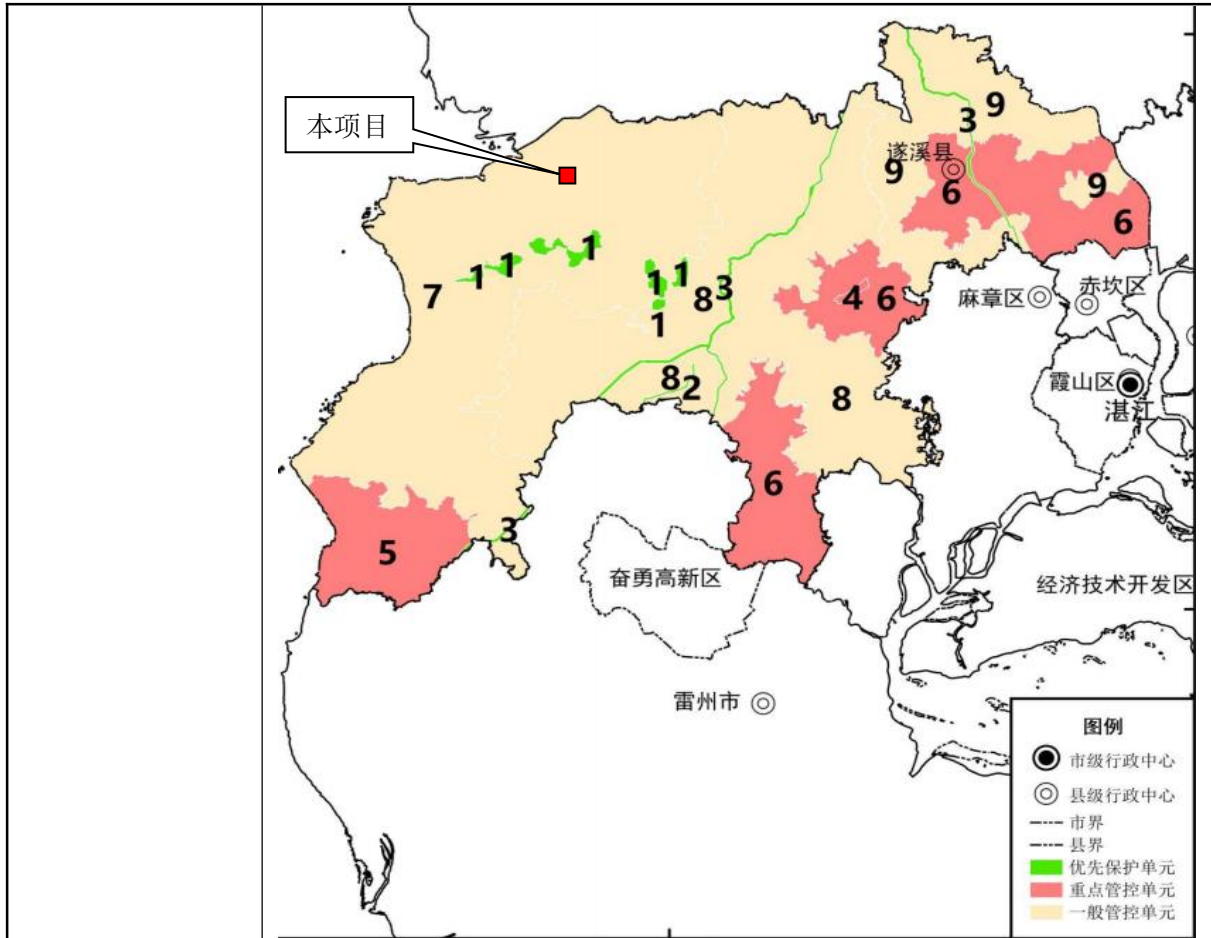 本项目
9
3
遂溪县
9
6
9
6
1
1
1
1
1
7
8
3
1
4
6
麻章区
赤坎区
8
2
8
霞山区
湛江
6
3
5
奋勇高新区
经济技术开发区
雷州市
图例
市级行政中心
县级行政中心
市界
县界
优先保护单元
重点管控单元
一般管控单元